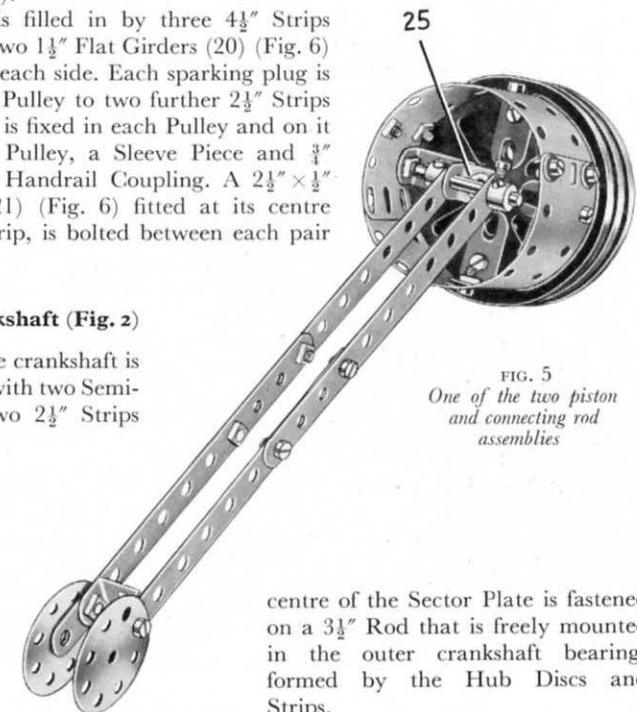 s filled in by three 4½″ Strips
wo 1½″ Flat Girders (20) (Fig. 6)
each side. Each sparking plug is
Pulley to two further 2½″ Strips
is fixed in each Pulley and on it
Pulley, a Sleeve Piece and ¾″
Handrail Coupling. A 2½″ × ½″
21) (Fig. 6) fitted at its centre
rip, is bolted between each pair
kshaft (Fig. 2)
e crankshaft is
with two Semi-
wo 2½″ Strips
25
FIG. 5
One of the two piston
and connecting rod
assemblies
centre of the Sector Plate is fastene
on a 3½″ Rod that is freely mounte
in the outer crankshaft bearing
formed by the Hub Discs an
Strips.